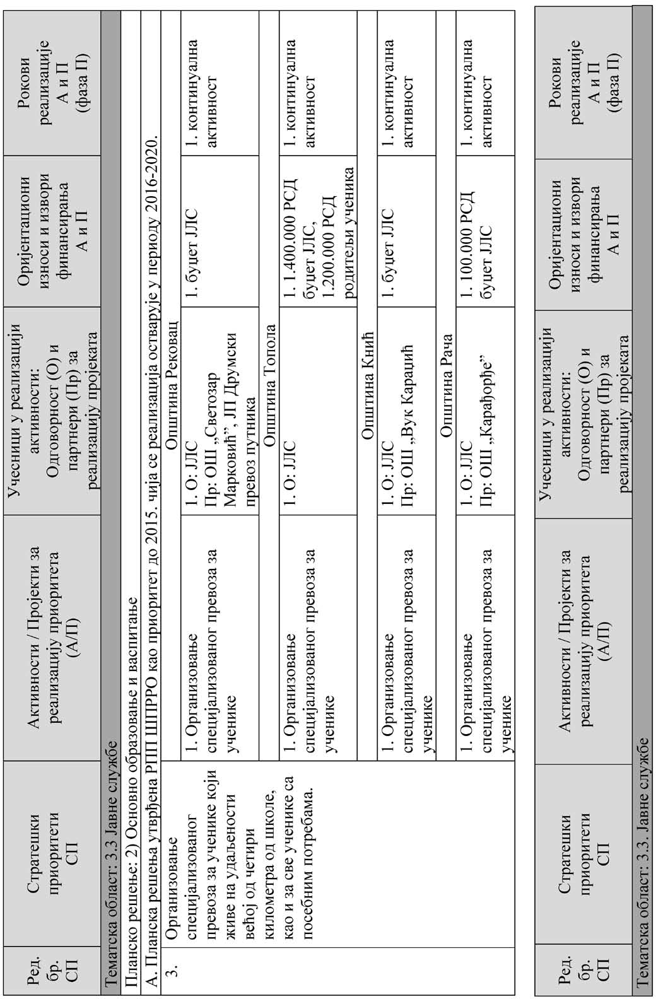 Ред.
бр.
СП
Стратешки
приоритети
СП
Активности / Пројекти за
реализацију приоритета
(А/П)
Учесници у реализацији
активности:
Одговорност (О) и
партнери (Пр) за
реализацију пројеката
Оријентациони
износи и извори
финансирања
А и П
Рокови
реализације
А и П
(фаза П)
Тематска област: 3.3 Јавне службе
Планско решење: 2) Основно образовање и васпитање
А. Планска решења утврђена РПП ШПРРО као приоритет до 2015. чија се реализација остварује у периоду 2016-2020.
3.
Организовање
специјализованог
превоза за ученике који
живе на удаљености
већој од четири
километра од школе,
као и за све ученике са
посебним потребама.
Општина Рековац
1. Организовање
специјализованог превоза за
ученике
1. О: ЈЛС
Пр: ОШ „Светозар
Марковић”, ЈП Друмски
превоз путника
1. буџет ЈЛС
1. континуална
активност
Општина Топола
1. Организовање
специјализованог превоза за
ученике
1. О: ЈЛС
1. 1.400.000 РСД
буџет ЈЛС,
1.200.000 РСД
родитељи ученика
1. континуална
активност
Општина Кнић
1. Организовање
специјализованог превоза за
ученике
1. О: ЈЛС
Пр: ОШ „Вук Караџић
1. буџет ЈЛС
1. континуална
активност
Општина Рача
1. Организовање
специјализованог превоза за
ученике
1. О: ЈЛС
Пр: ОШ „Карађорђе”
1. 100.000 РСД
буџет ЈЛС
1. континуална
активност
Ред.
бр.
СП
Стратешки
приоритети
СП
Активности / Пројекти за
реализацију приоритета
(А/П)
Учесници у реализацији
активности:
Одговорност (О) и
партнери (Пр) за
реализацију пројеката
Оријентациони
износи и извори
финансирања
А и П
Рокови
реализације
А и П
(фаза П)
Тематска област: 3.3. Јавне службе